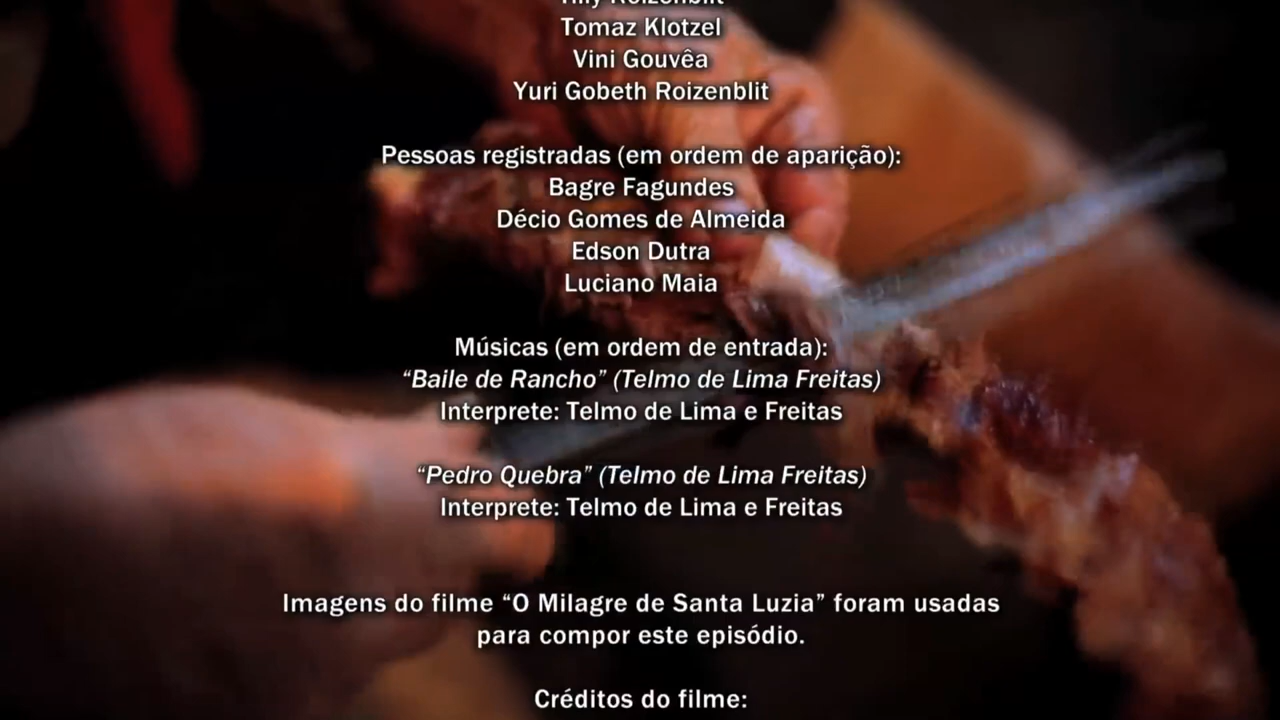 Roizenblit
Tomaz Klotzel
Vini Gouvêa
Yuri Gobeth Roizenblit
Pessoas registradas (em ordem de aparição):
Bagre Fagundes
Décio Gomes de Almeida
Edson Dutra
Luciano Maia
Músicas (em ordem de entrada):
“Baile de Rancho” (Telmo de Lima Freitas)
Interprete: Telmo de Lima e Freitas
“Pedro Quebra” (Telmo de Lima Freitas)
Interprete: Telmo de Lima e Freitas
Imagens do filme “O Milagre de Santa Luzia” foram usadas
para compor este episódio.
Créditos do filme: